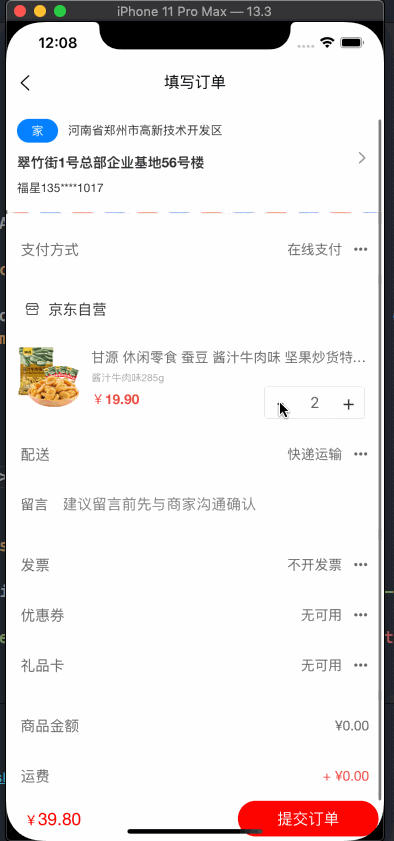 iPhone 11 Pro Max — 13.3
12:08
填写订单
家 河南省郑州市高新技术开发区
翠竹街1号总部企业基地56号楼
福星135****1017
支付方式 在线支付 •••
京东自营
甘源 休闲零食 蚕豆 酱汁牛肉味 坚果炒货特…
酱汁牛肉味285g
￥19.90
2 +
配送 快递运输 •••
留言 建议留言前先与商家沟通确认
发票 不开发票 •••
优惠券 无可用 •••
礼品卡 无可用 •••
商品金额 ¥0.00
运费 + ¥0.00
￥39.80 提交订单